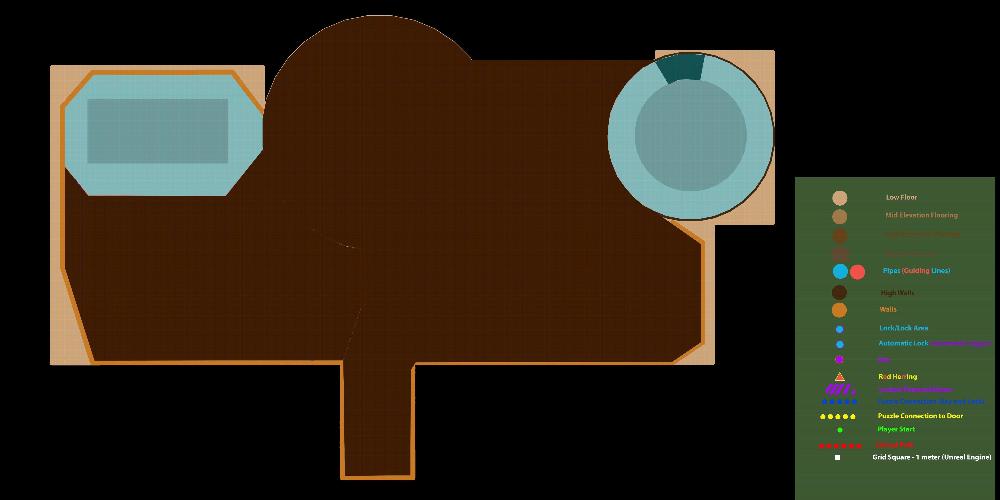 Low Floor
Mid Elevation Flooring
High Elevation Flooring
Highest Flooring
Pipes (Guiding Lines)
High Walls
Walls
Lock/Lock Area
Automatic Lock (automatic trigger)
Key
Red Herring
Locked Powered Doors
Puzzle Connection (Key and Lock)
Puzzle Connection to Door
Player Start
Critical Path
Grid Square - 1 meter (Unreal Engine)